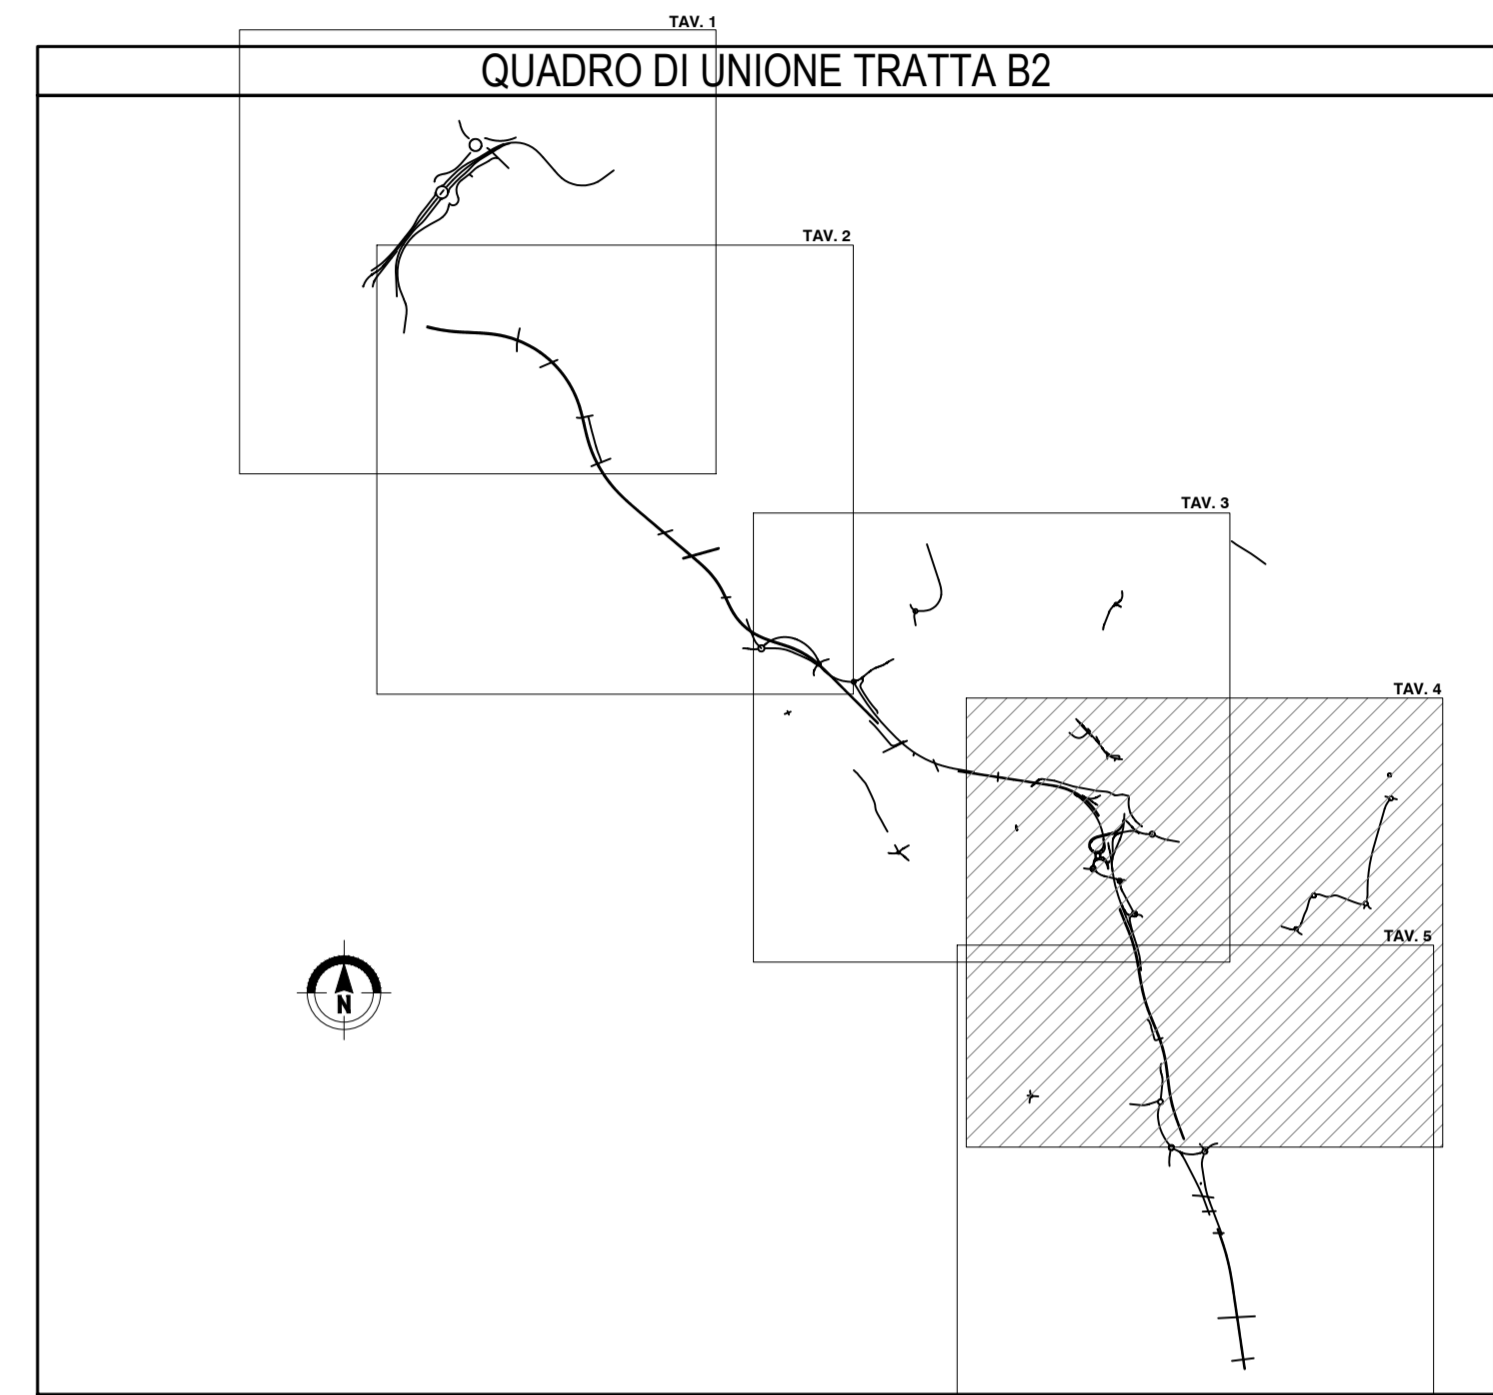 TAV. 1
QUADRO DI UNIONE TRATTA B2
TAV. 2
TAV. 3
TAV. 4
TAV. 5
N